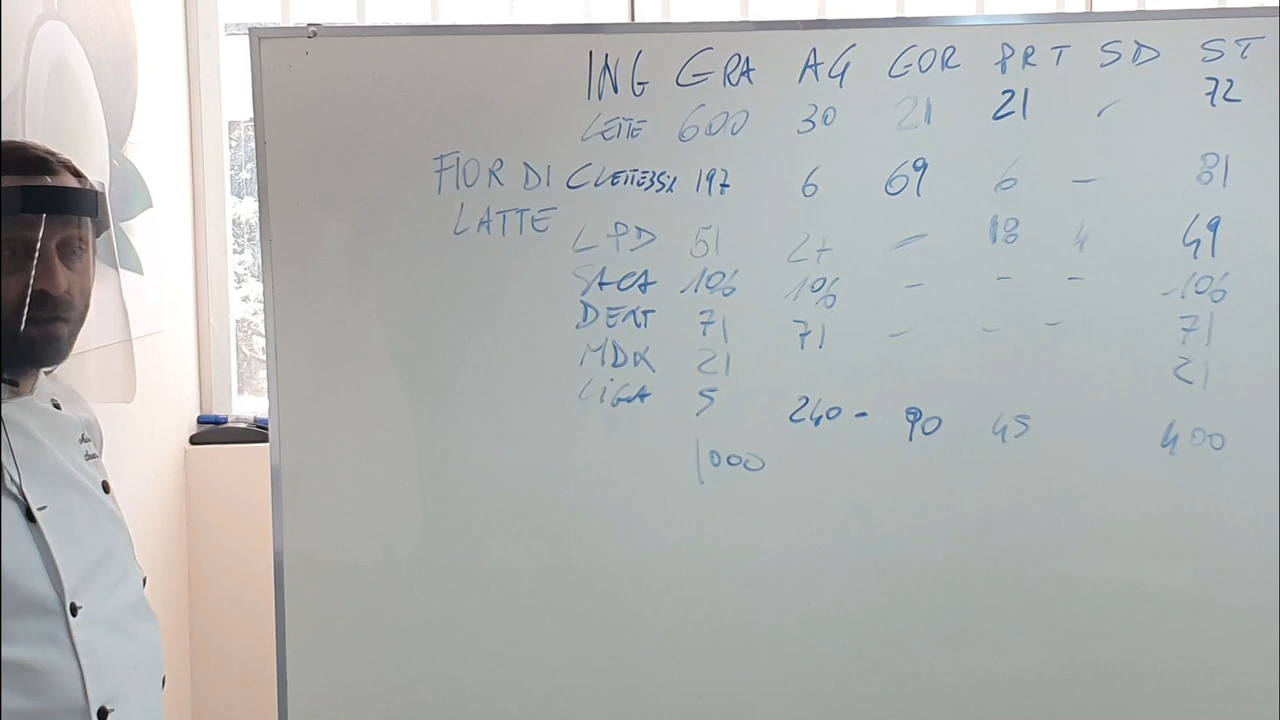 ING GRA AG GOR PRT SD ST
LEITE 600 30 21 21 - 72
FIOR DI LATTE
CLEITE35% 197 6 69 6 - 81
LPD 51 27 - 18 4 49
SACA 106 106 - - - 106
DEXT 71 71 - - - 71
MDX 21 21
LIGA 5
240 - 90 45 400
1000